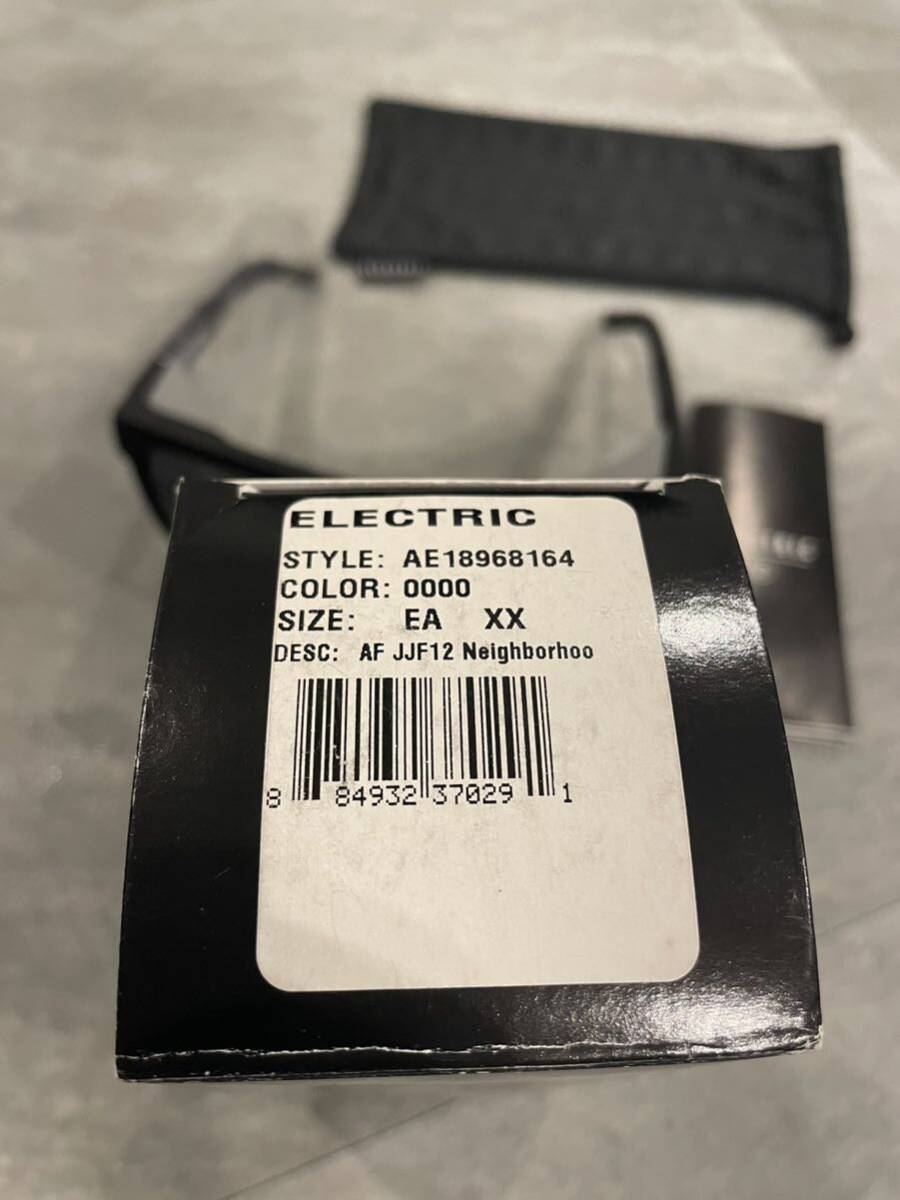 ELECTRIC
STYLE: AE18968164
COLOR: 0000
SIZE: EA XX
DESC: AF JJF12 Neighborhoo
8 84932 37029 1